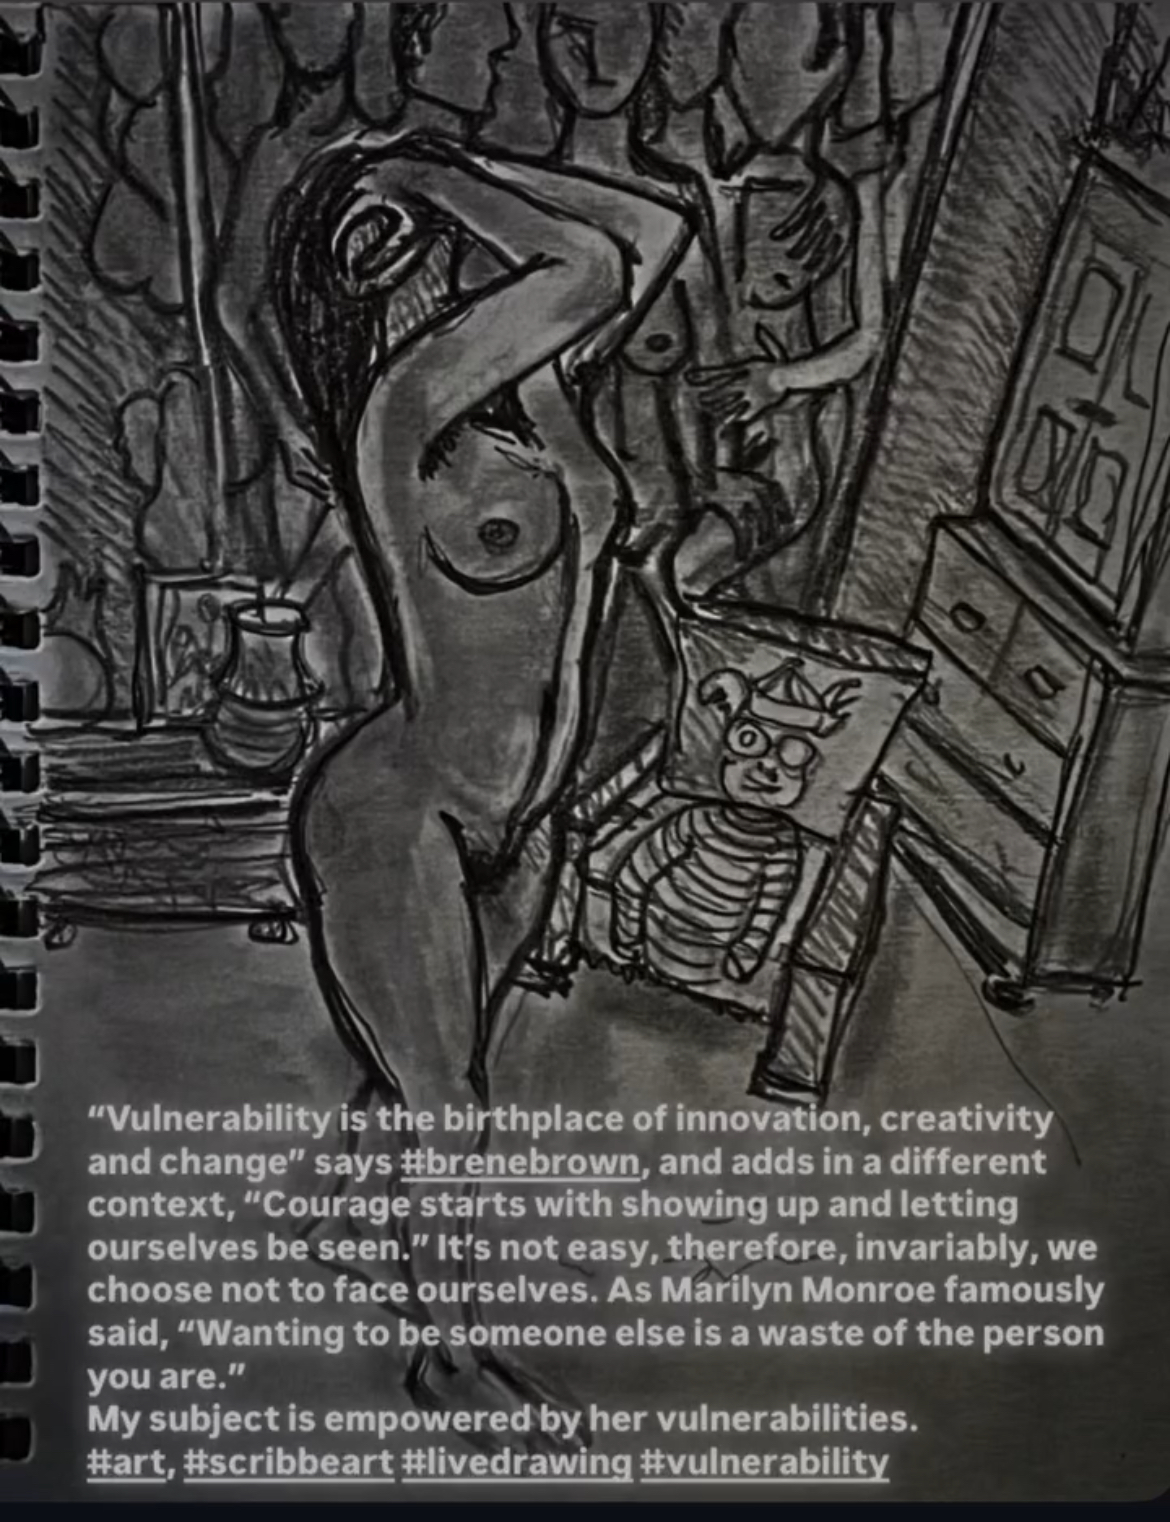 “Vulnerability is the birthplace of innovation, creativity
and change” says #brenebrown, and adds in a different
context, “Courage starts with showing up and letting
ourselves be seen.” It’s not easy, therefore, invariably, we
choose not to face ourselves. As Marilyn Monroe famously
said, “Wanting to be someone else is a waste of the person
you are.”
My subject is empowered by her vulnerabilities.
#art, #scribbeart #livedrawing #vulnerability